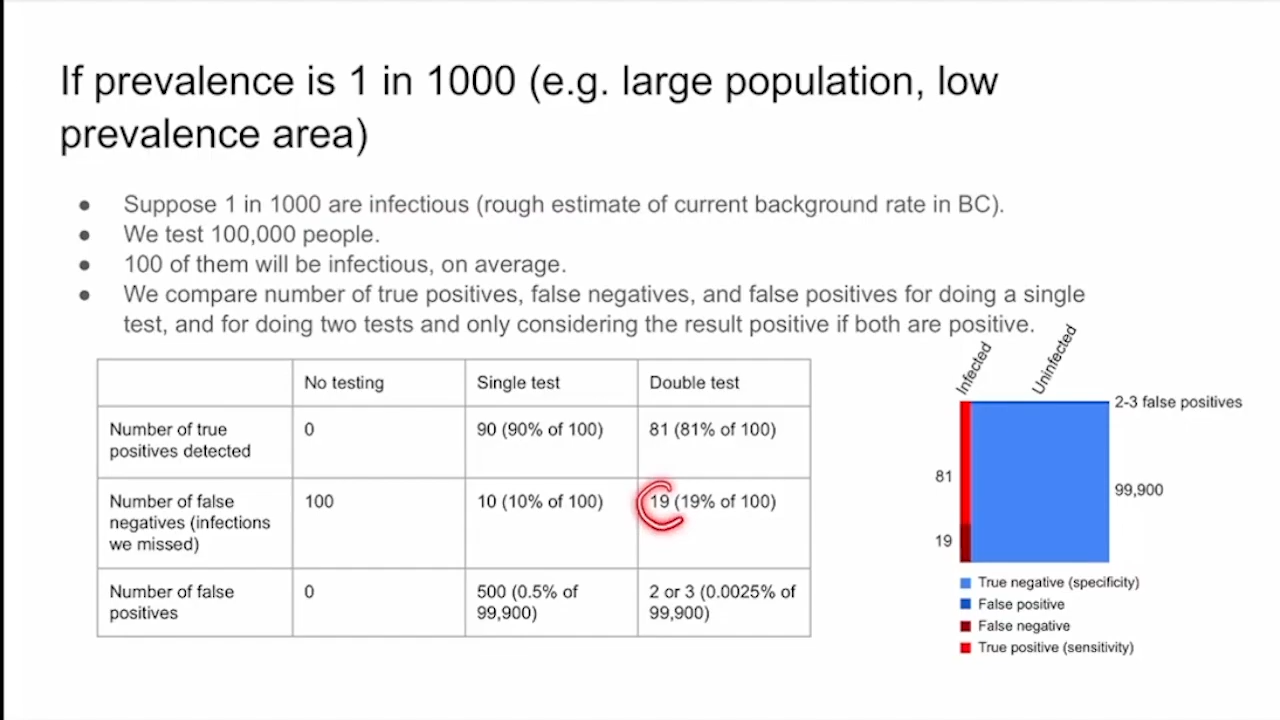 If prevalence is 1 in 1000 (e.g. large population, low
prevalence area)
● Suppose 1 in 1000 are infectious (rough estimate of current background rate in BC).
● We test 100,000 people.
● 100 of them will be infectious, on average.
● We compare number of true positives, false negatives, and false positives for doing a single
test, and for doing two tests and only considering the result positive if both are positive.
No testing Single test Double test
Number of true
positives detected
0
90 (90% of 100)
81 (81% of 100)
Number of false
negatives (infections
we missed)
100
10 (10% of 100)
19 (19% of 100)
Number of false
positives
0
500 (0.5% of
99,900)
2 or 3 (0.0025% of
99,900)
Infected
Uninfected
2-3 false positives
81
99,900
19
True negative (specificity)
False positive
False negative
True positive (sensitivity)